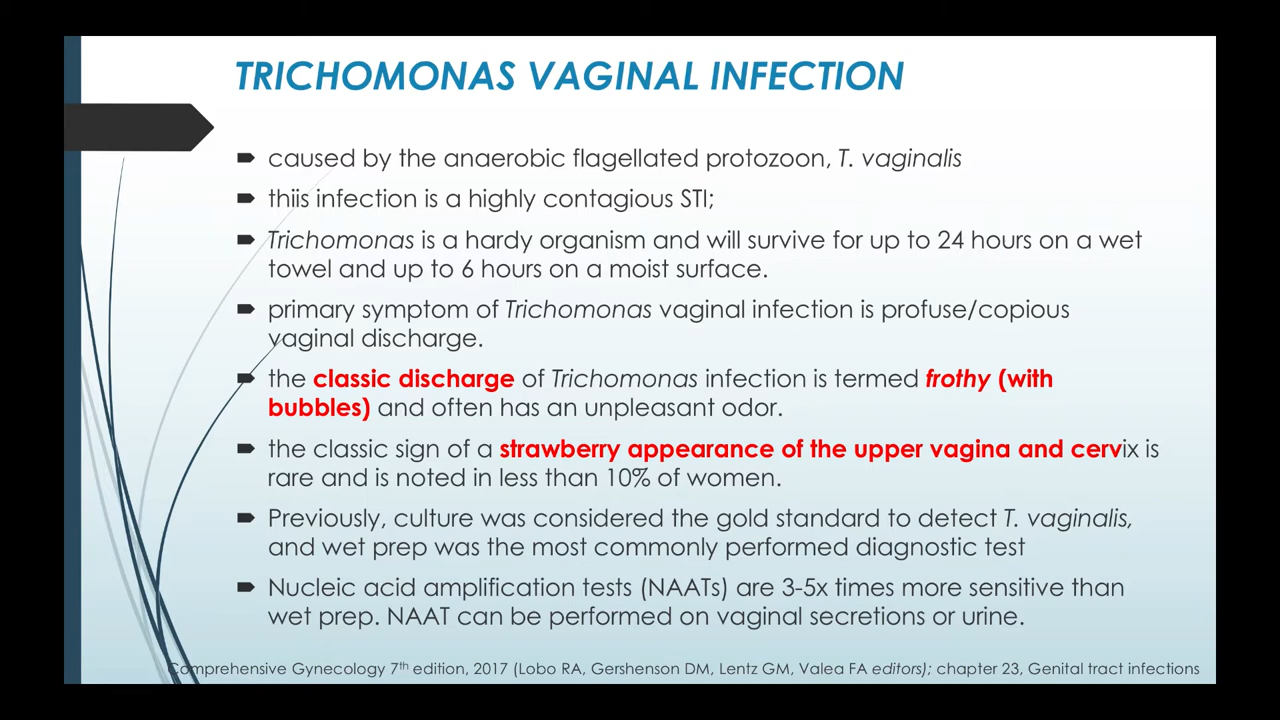 TRICHOMONAS VAGINAL INFECTION
caused by the anaerobic flagellated protozoon, T. vaginalis
thiis infection is a highly contagious STI;
Trichomonas is a hardy organism and will survive for up to 24 hours on a wet
towel and up to 6 hours on a moist surface.
primary symptom of Trichomonas vaginal infection is profuse/copious
vaginal discharge.
the classic discharge of Trichomonas infection is termed frothy (with
bubbles) and often has an unpleasant odor.
the classic sign of a strawberry appearance of the upper vagina and cervix is
rare and is noted in less than 10% of women.
Previously, culture was considered the gold standard to detect T. vaginalis,
and wet prep was the most commonly performed diagnostic test
Nucleic acid amplification tests (NAATs) are 3-5x times more sensitive than
wet prep. NAAT can be performed on vaginal secretions or urine.
Comprehensive Gynecology 7th edition, 2017 (Lobo RA, Gershenson DM, Lentz GM, Valea FA editors); chapter 23, Genital tract infections